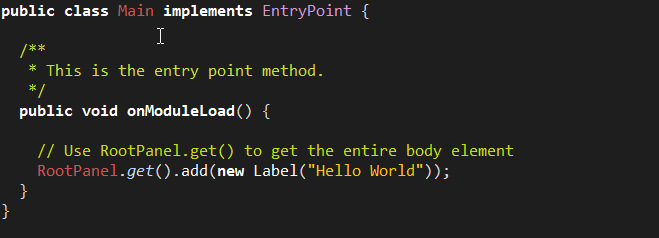 public class Main implements EntryPoint {
/**
* This is the entry point method.
*/
public void onModuleLoad() {
// Use RootPanel.get() to get the entire body element
RootPanel.get().add(new Label("Hello World"));
}
}